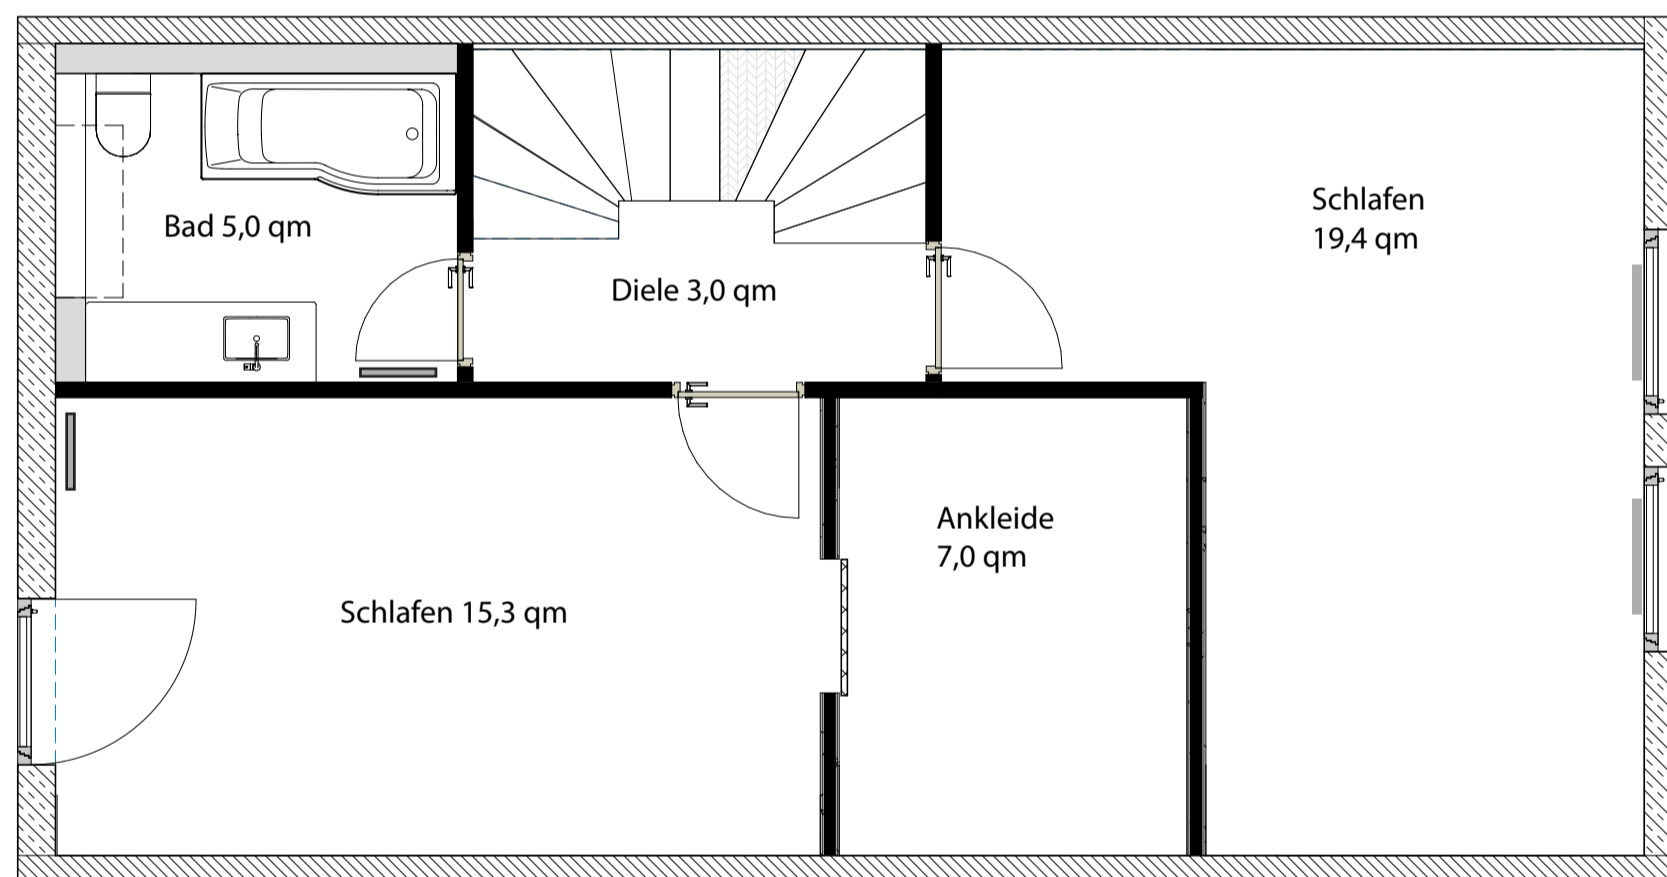 Schlafen
19,4 qm
Bad 5,0 qm
Diele 3,0 qm
Ankleide
7,0 qm
Schlafen 15,3 qm